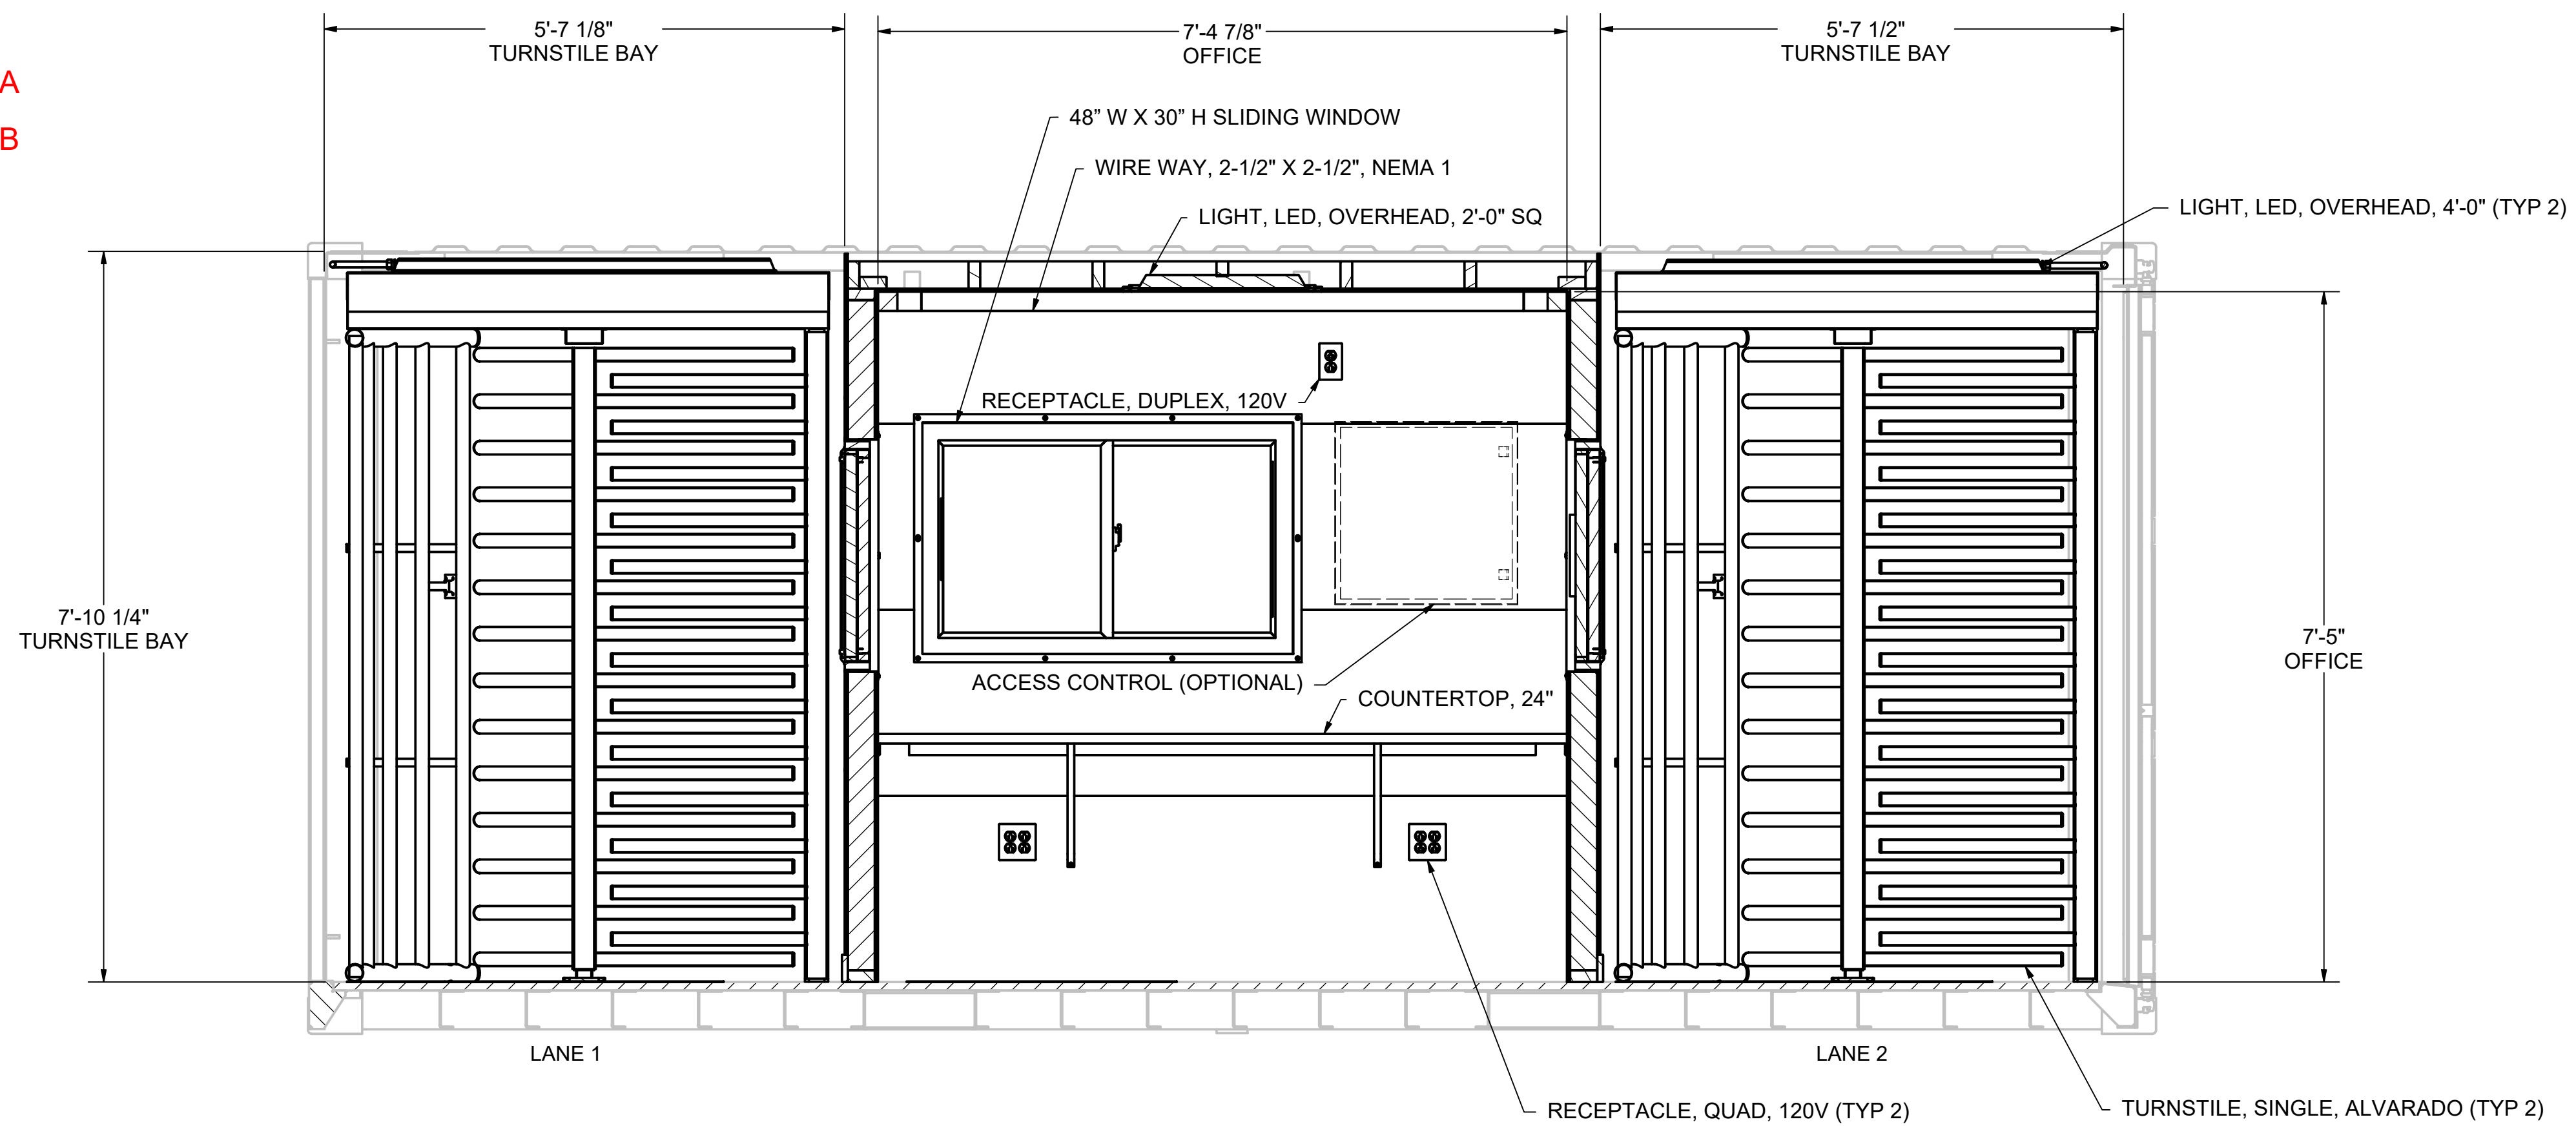 5'-7 1/8"
TURNSTILE BAY
7'-4 7/8"
OFFICE
5'-7 1/2"
TURNSTILE BAY
A
B
48” W X 30” H SLIDING WINDOW
WIRE WAY, 2-1/2" X 2-1/2", NEMA 1
LIGHT, LED, OVERHEAD, 2'-0" SQ
LIGHT, LED, OVERHEAD, 4'-0" (TYP 2)
RECEPTACLE, DUPLEX, 120V
7'-10 1/4"
TURNSTILE BAY
7'-5"
OFFICE
ACCESS CONTROL (OPTIONAL)
COUNTERTOP, 24"
LANE 1
LANE 2
RECEPTACLE, QUAD, 120V (TYP 2)
TURNSTILE, SINGLE, ALVARADO (TYP 2)